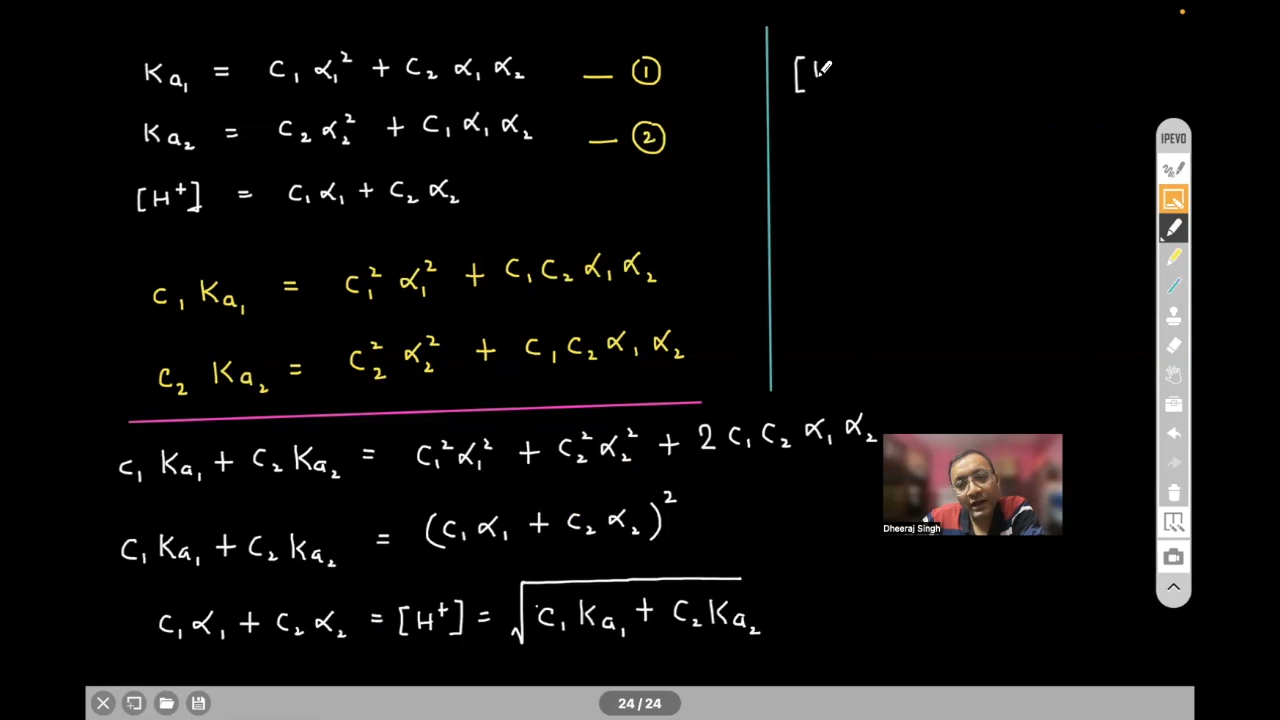 Ka₁ = C₁ α₁² + C₂ α₁ α₂ — ①
Ka₂ = C₂ α₂² + C₁ α₁ α₂ — ②
[H⁺] = C₁ α₁ + C₂ α₂
C₁ Ka₁ = C₁² α₁² + C₁ C₂ α₁ α₂
C₂ Ka₂ = C₂² α₂² + C₁ C₂ α₁ α₂
C₁ Ka₁ + C₂ Ka₂ = C₁² α₁² + C₂² α₂² + 2 C₁ C₂ α₁ α₂
C₁ Ka₁ + C₂ Ka₂ = (C₁ α₁ + C₂ α₂)²
C₁ α₁ + C₂ α₂ = [H⁺] = √(C₁ Ka₁ + C₂ Ka₂)
[
IPEVO
Dheeraj Singh
24 / 24